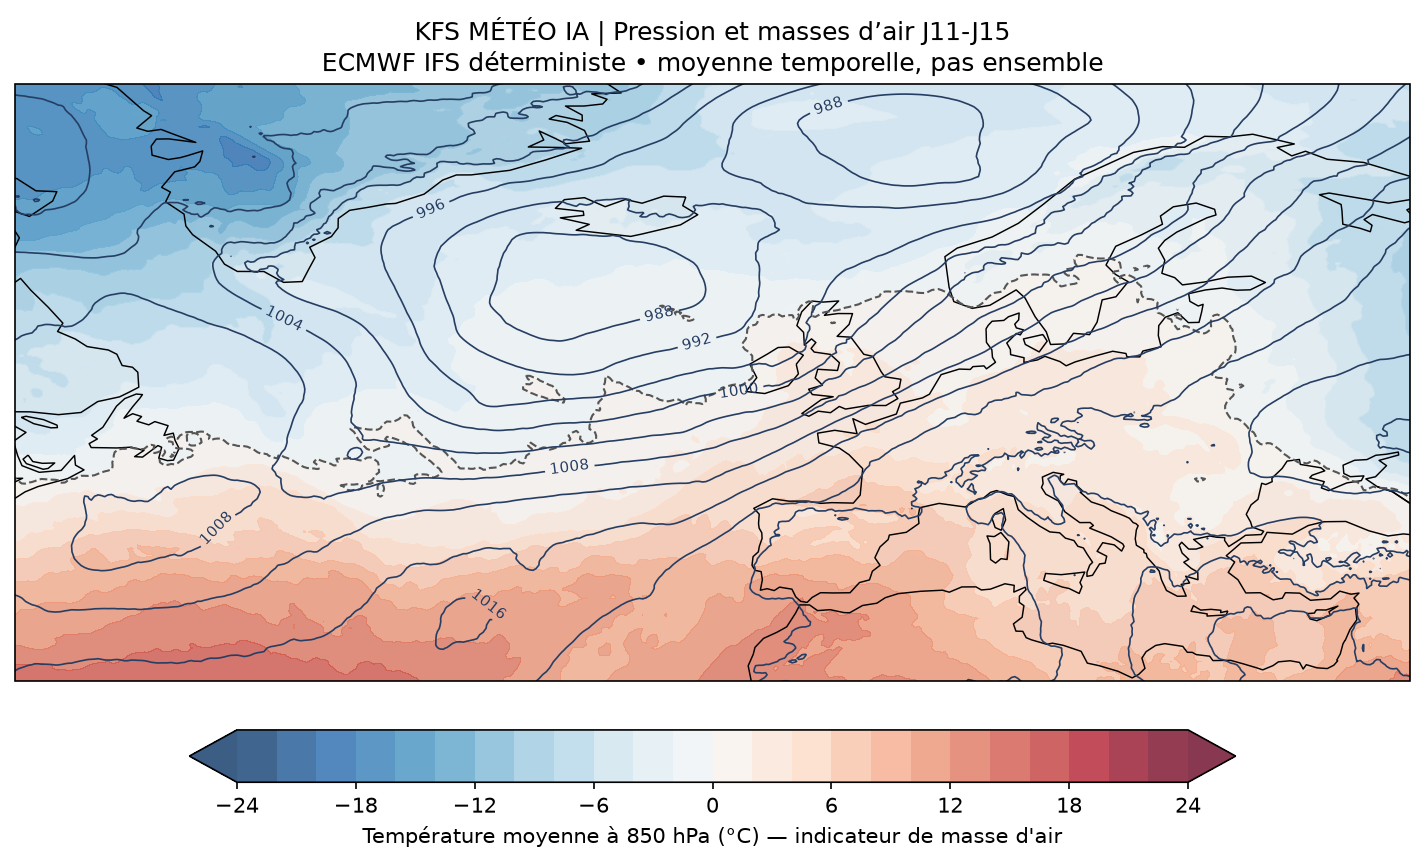 KFS MÉTÉO IA | Pression et masses d’air J11-J15
ECMWF IFS déterministe • moyenne temporelle, pas ensemble
988
996
1004
988
992
1000
1008
1008
1016
−24 −18 −12 −6 0 6 12 18 24
Température moyenne à 850 hPa (°C) — indicateur de masse d'air